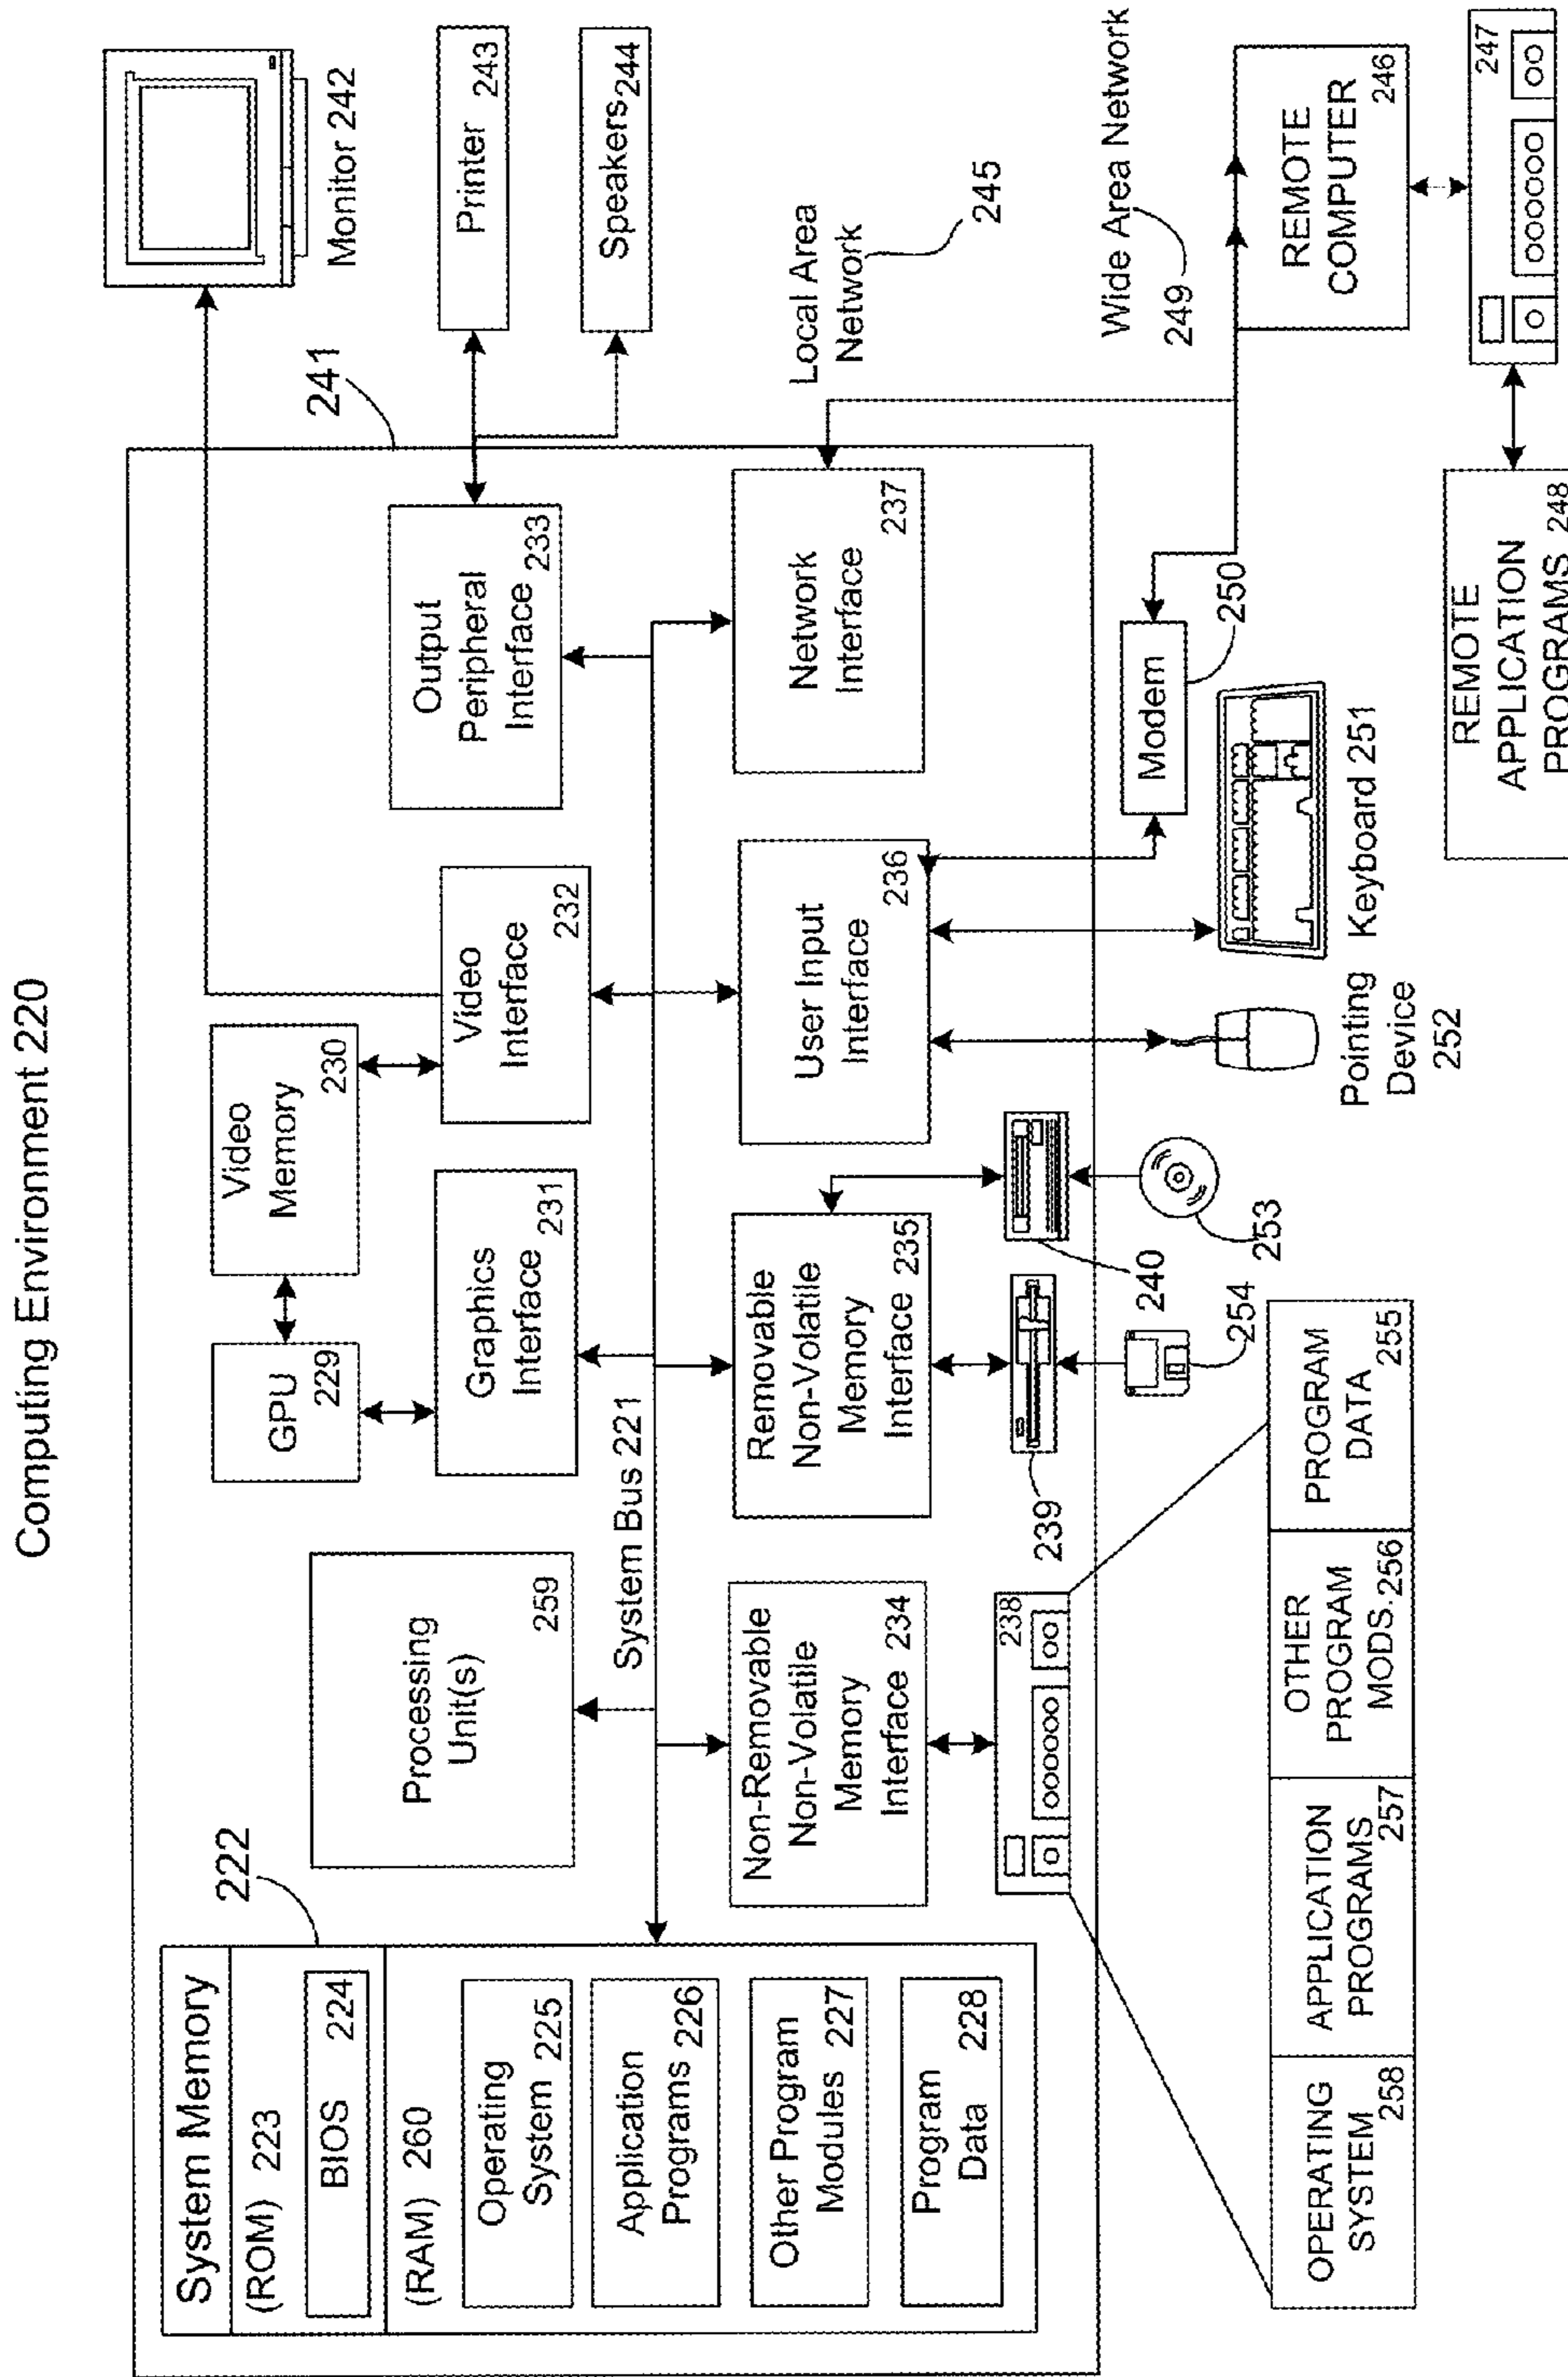 Computing Environment 220
System Memory
(ROM) 223
BIOS 224
222
(RAM) 260
Operating
System 225
Application
Programs 226
Other Program
Modules 227
Program
Data 228
Processing
Unit(s)
259
System Bus 221
GPU
229
Video
Memory
230
Graphics
Interface
231
Video
Interface
232
Output
Peripheral
Interface 233
241
Monitor 242
Printer 243
Speakers 244
Non-Removable
Non-Volatile
Memory
Interface 234
Removable
Non-Volatile
Memory
Interface 235
User Input
Interface
236
Network
Interface
237
Local Area
Network
245
238
239
240
254
253
Pointing
Device
252
Keyboard 251
Modem
250
Wide Area Network
249
REMOTE
COMPUTER
246
247
REMOTE
APPLICATION
PROGRAMS 248
OPERATING
SYSTEM
258
APPLICATION
PROGRAMS
257
OTHER
PROGRAM
MODS. 256
PROGRAM
DATA
255